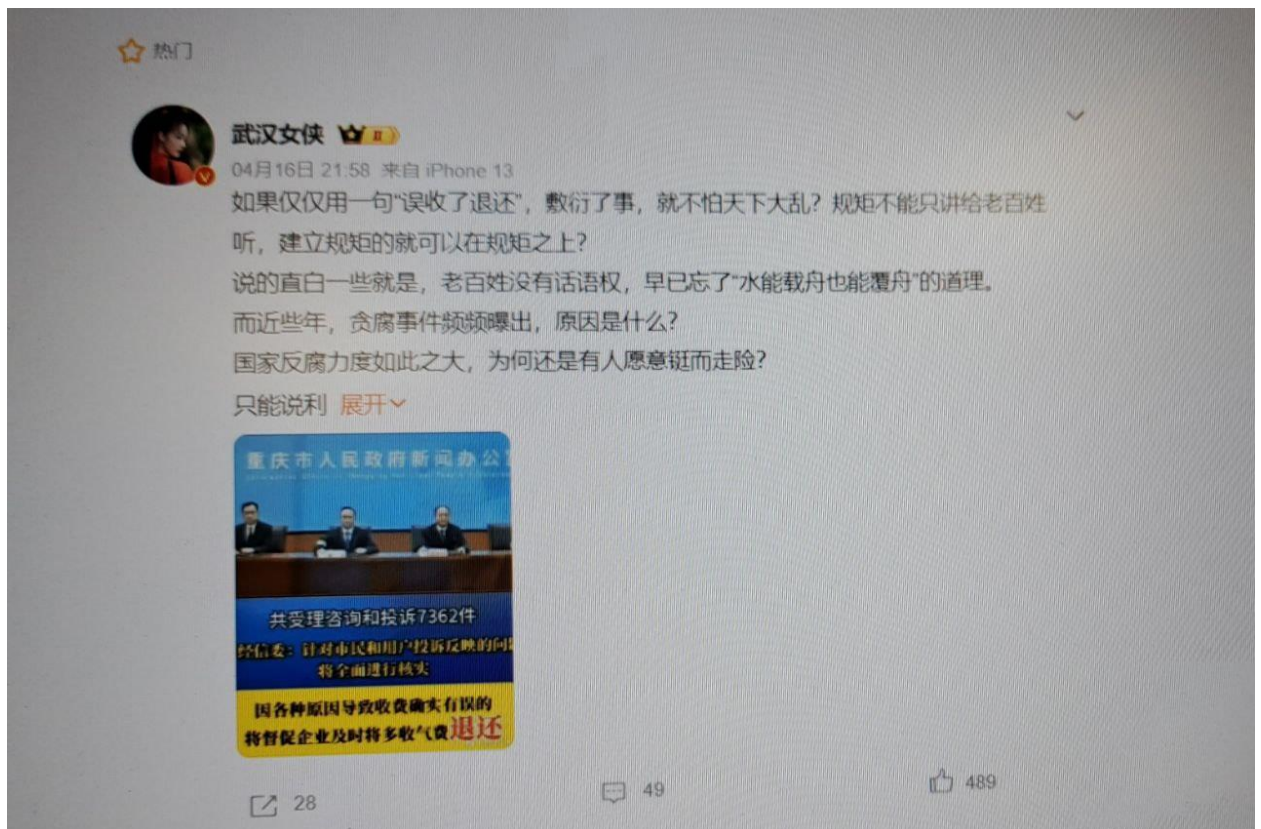 热门
武汉女侠
04月16日 21:58 来自 iPhone 13
如果仅仅用一句“误收了退还”，敷衍了事，就不怕天下大乱？规矩不能只讲给老百姓
听，建立规矩的就可以在规矩之上？
说的直白一些就是，老百姓没有话语权，早已忘了“水能载舟也能覆舟”的道理。
而近些年，贪腐事件频频曝出，原因是什么？
国家反腐力度如此之大，为何还是有人愿意铤而走险？
只能说利 展开
重庆市人民政府新闻办公
共受理咨询和投诉7362件
经信委：针对市民和用户投诉反映的问
将全面进行核实
因各种原因导致收费确实有误的
将督促企业及时将多收气费退还
28
49
489